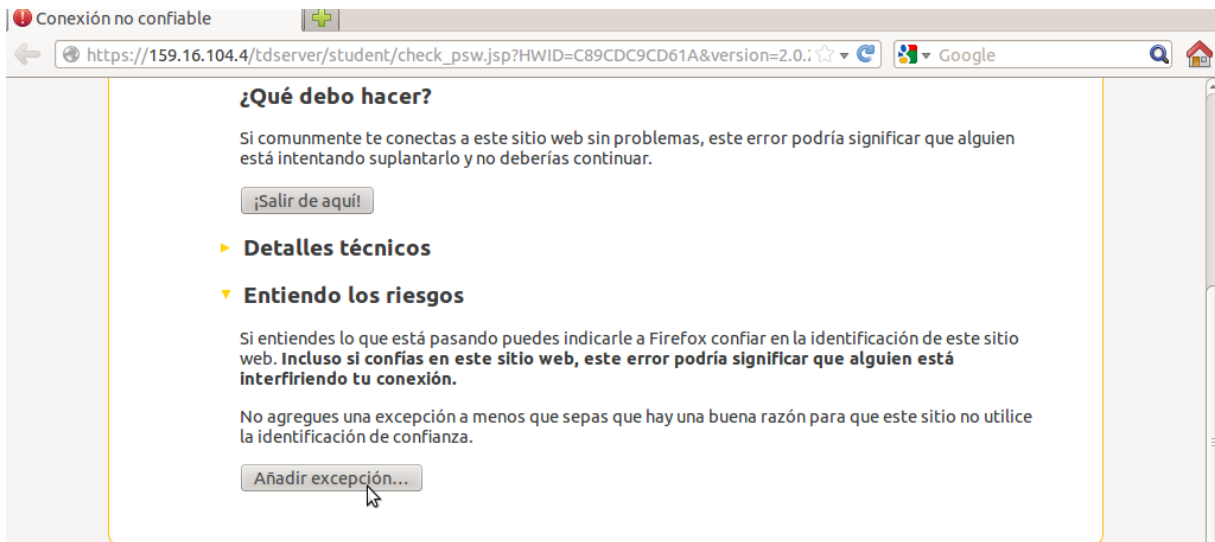 Conexión no confiable
https://159.16.104.4/tdserver/student/check_psw.jsp?HWID=C89CDC9CD61A&version=2.0.
Google
¿Qué debo hacer?
Si comunmente te conectas a este sitio web sin problemas, este error podría significar que alguien
está intentando suplantarlo y no deberías continuar.
¡Salir de aquí!
Detalles técnicos
Entiendo los riesgos
Si entiendes lo que está pasando puedes indicarle a Firefox confiar en la identificación de este sitio
web. Incluso si confías en este sitio web, este error podría significar que alguien está
interfiriendo tu conexión.
No agregues una excepción a menos que sepas que hay una buena razón para que este sitio no utilice
la identificación de confianza.
Añadir excepción...